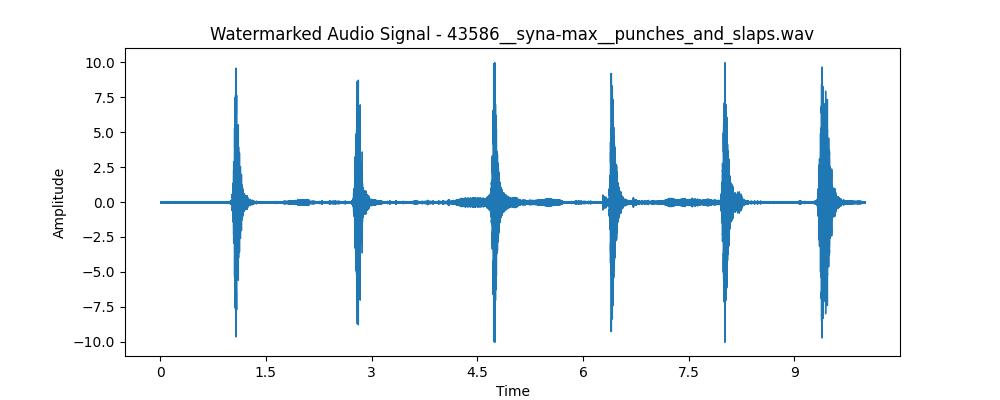 Watermarked Audio Signal - 43586__syna-max__punches_and_slaps.wav
10.0
7.5
5.0
2.5
0.0
−2.5
−5.0
−7.5
−10.0
Amplitude
0 1.5 3 4.5 6 7.5 9
Time